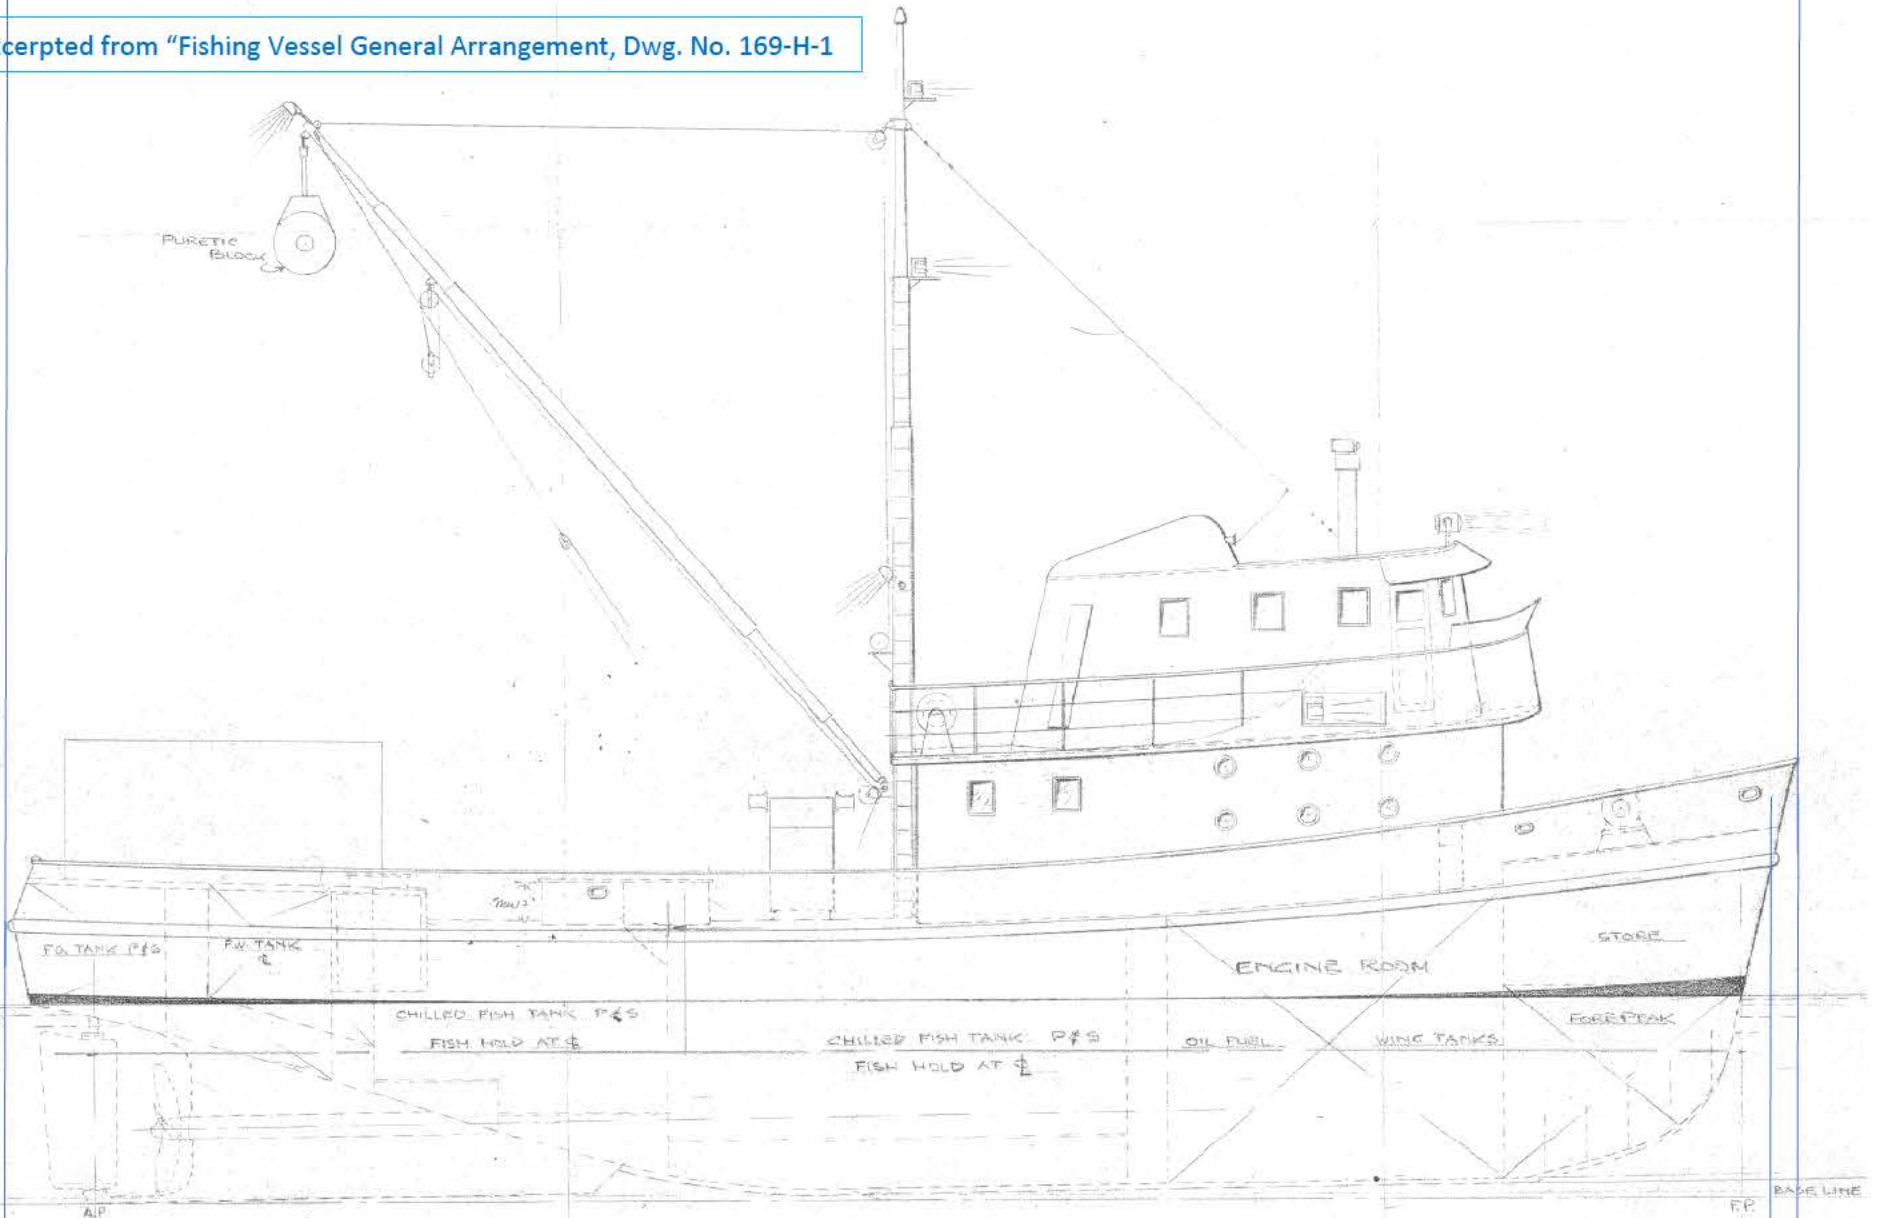 cerpted from “Fishing Vessel General Arrangement, Dwg. No. 169-H-1
PURETIC
BLOCK
F.O. TANK P&S
F.W. TANK
℄
STORE
ENGINE ROOM
CHILLED FISH TANK P&S
FISH HOLD AT ℄
CHILLED FISH TANK P&S
FISH HOLD AT ℄
OIL FUEL
WING TANKS
FOREPEAK
BASE LINE
A.P.
F.P.